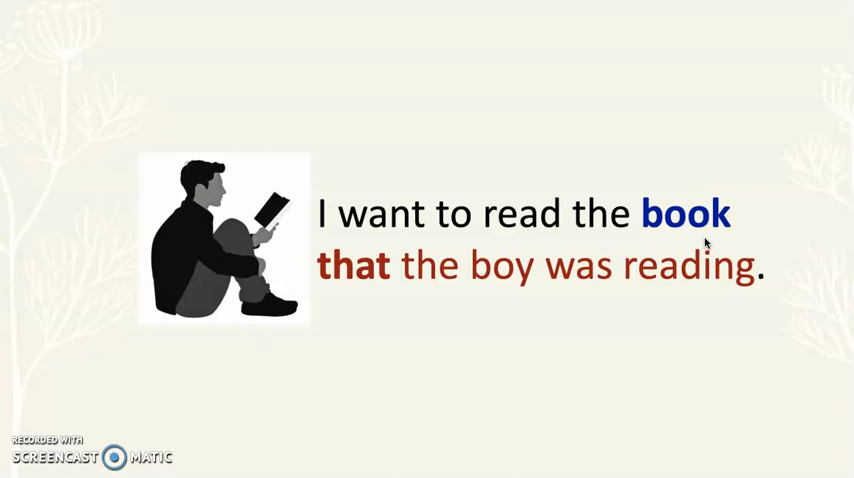 I want to read the book
that the boy was reading.
RECORDED WITH
SCREENCAST MATIC